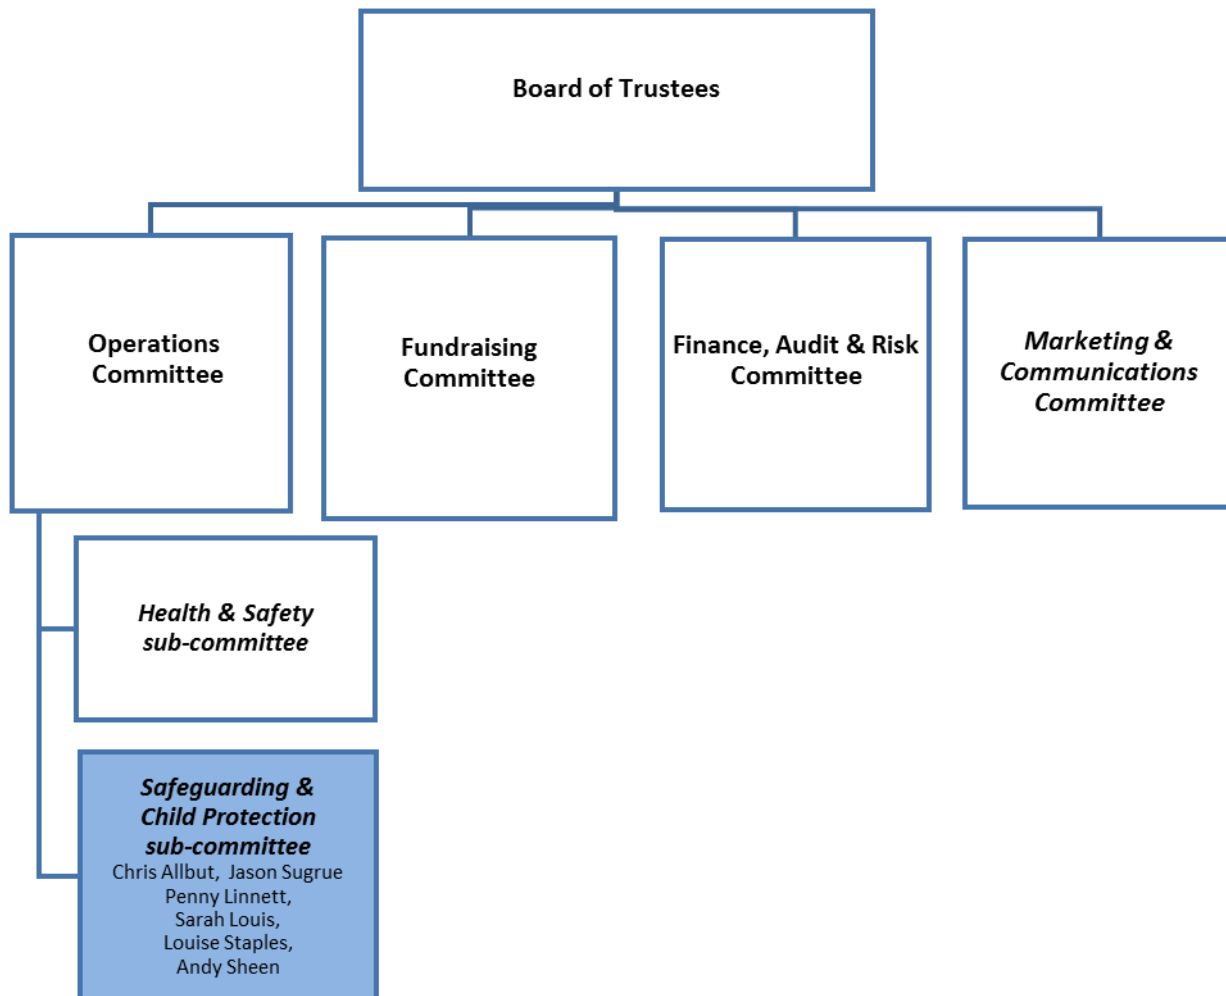 Board of Trustees
Operations
Committee
Fundraising
Committee
Finance, Audit & Risk
Committee
Marketing &
Communications
Committee
Health & Safety
sub-committee
Safeguarding &
Child Protection
sub-committee
Chris Allbut, Jason Sugrue
Penny Linnett,
Sarah Louis,
Louise Staples,
Andy Sheen